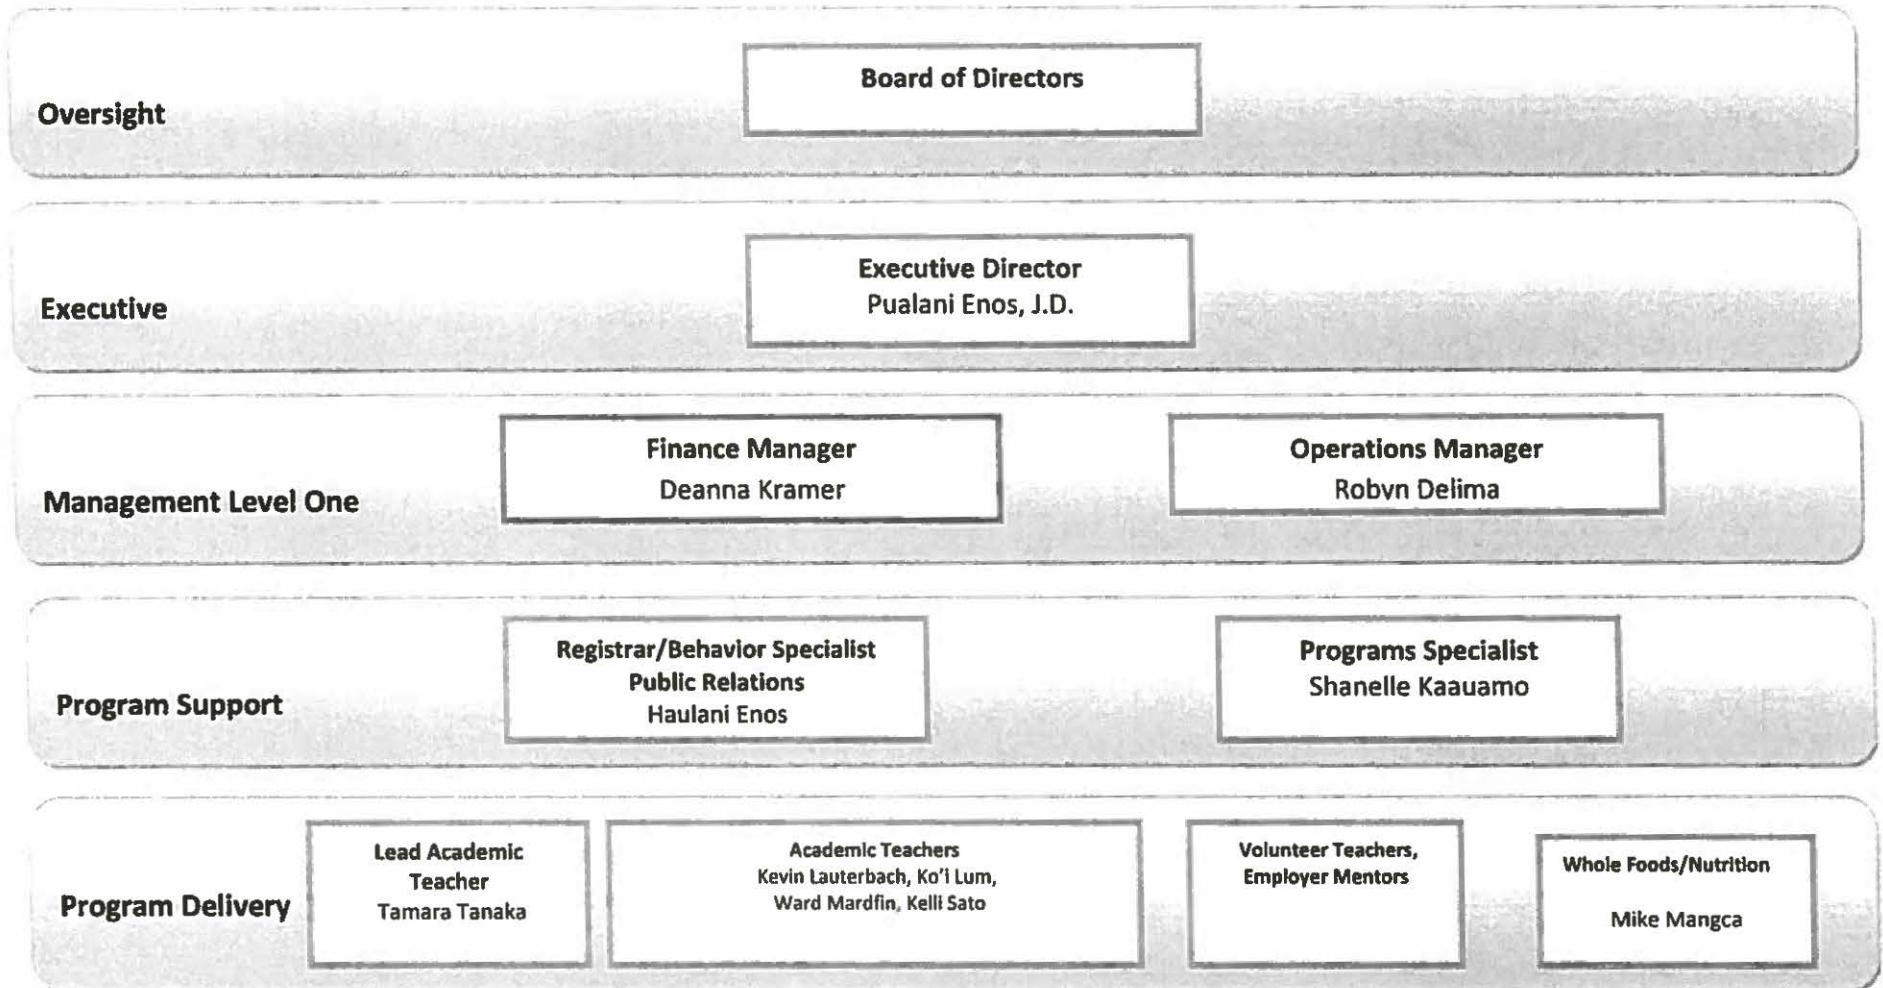 Oversight
Board of Directors
Executive
Executive Director
Pualani Enos, J.D.
Management Level One
Finance Manager
Deanna Kramer
Operations Manager
Robyn Delima
Program Support
Registrar/Behavior Specialist
Public Relations
Haulani Enos
Programs Specialist
Shanelle Kaauamo
Program Delivery
Lead Academic
Teacher
Tamara Tanaka
Academic Teachers
Kevin Lauterbach, Ko'i Lum,
Ward Mardfin, Kelli Sato
Volunteer Teachers,
Employer Mentors
Whole Foods/Nutrition
Mike Mangca